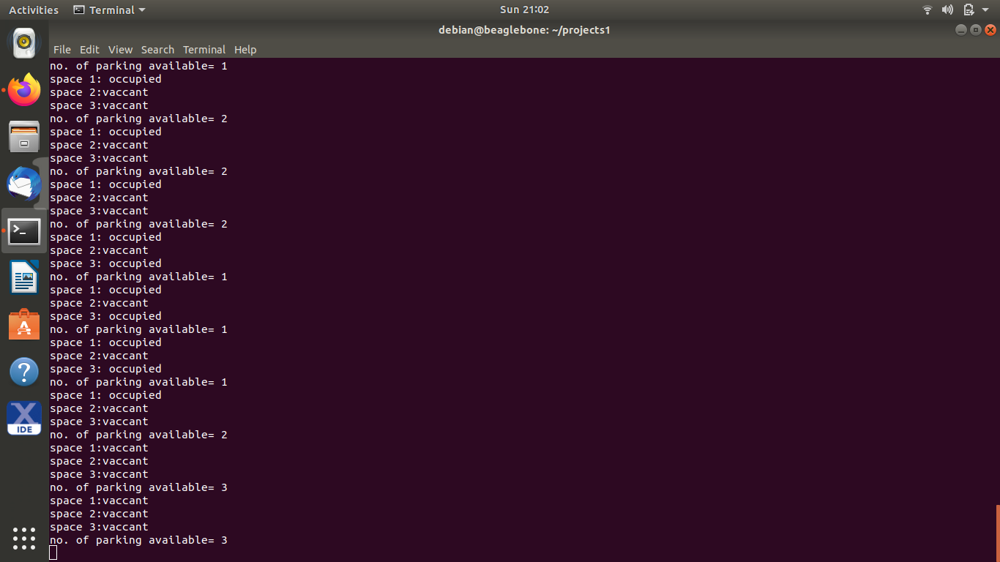 Activities Terminal Sun 21:02
debian@beaglebone: ~/projects1
File Edit View Search Terminal Help
no. of parking available= 1
space 1: occupied
space 2:vaccant
space 3:vaccant
no. of parking available= 2
space 1: occupied
space 2:vaccant
space 3:vaccant
no. of parking available= 2
space 1: occupied
space 2:vaccant
space 3:vaccant
no. of parking available= 2
space 1: occupied
space 2:vaccant
space 3: occupied
no. of parking available= 1
space 1: occupied
space 2:vaccant
space 3: occupied
no. of parking available= 1
space 1: occupied
space 2:vaccant
space 3: occupied
no. of parking available= 1
space 1: occupied
space 2:vaccant
space 3:vaccant
no. of parking available= 2
space 1:vaccant
space 2:vaccant
space 3:vaccant
no. of parking available= 3
space 1:vaccant
space 2:vaccant
space 3:vaccant
no. of parking available= 3
X
IDE